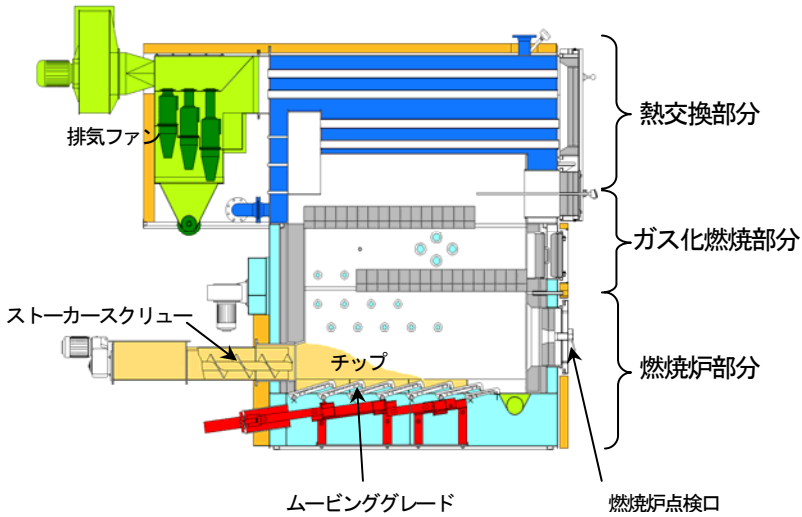 熱交換部分
排気ファン
ガス化燃焼部分
ストーカースクリュー
チップ
燃焼炉部分
ムービンググレード
燃焼炉点検口